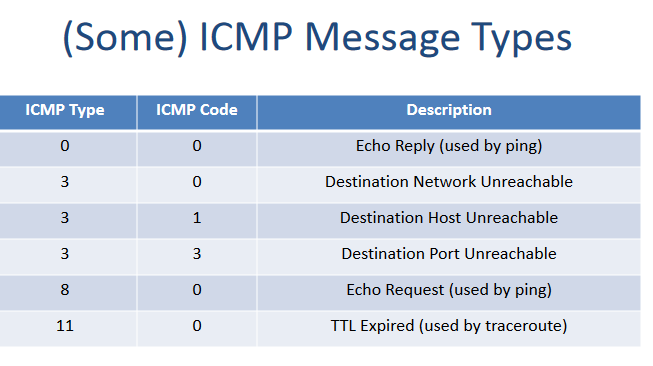 (Some) ICMP Message Types
ICMP Type ICMP Code Description
0 0 Echo Reply (used by ping)
3 0 Destination Network Unreachable
3 1 Destination Host Unreachable
3 3 Destination Port Unreachable
8 0 Echo Request (used by ping)
11 0 TTL Expired (used by traceroute)